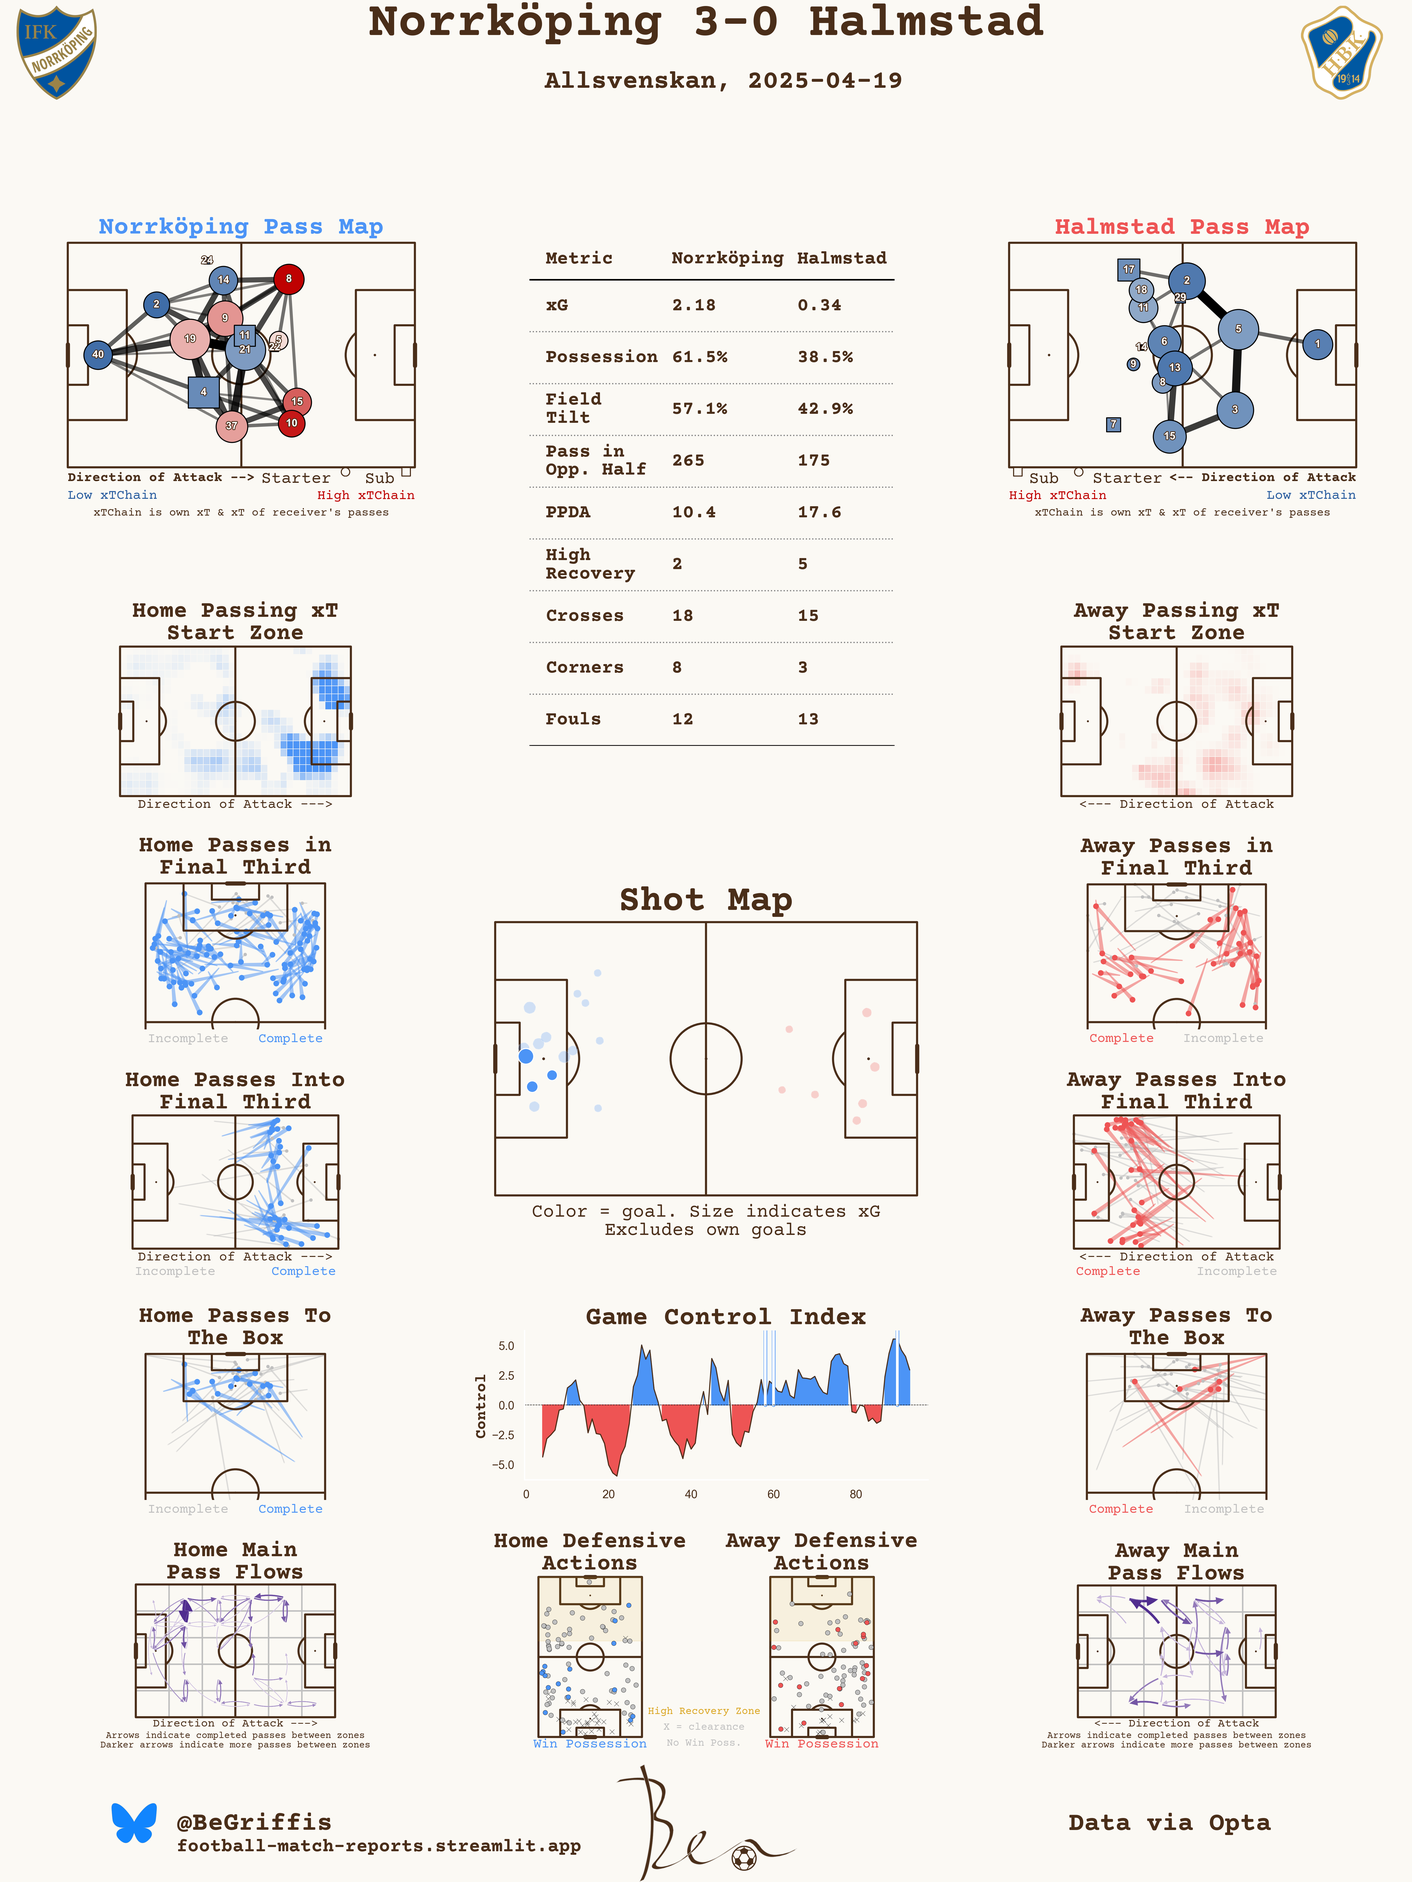 Norrköping 3-0 Halmstad
Allsvenskan, 2025-04-19
IFK
NORRKÖPING
H.B.K.
19 14
Norrköping Pass Map
24
14
8
2
9
11
5
19
21
22
40
4
15
37
10
Direction of Attack --> Starter Sub
Low xTChain High xTChain
xTChain is own xT & xT of receiver's passes
Metric Norrköping Halmstad
xG 2.18 0.34
Possession 61.5% 38.5%
Field
Tilt 57.1% 42.9%
Pass in
Opp. Half 265 175
PPDA 10.4 17.6
High
Recovery 2 5
Crosses 18 15
Corners 8 3
Fouls 12 13
Halmstad Pass Map
17
2
18
29
11
5
6
14
1
9
13
8
3
7
15
Sub Starter <-- Direction of Attack
High xTChain Low xTChain
xTChain is own xT & xT of receiver's passes
Home Passing xT
Start Zone
Direction of Attack --->
Away Passing xT
Start Zone
<--- Direction of Attack
Home Passes in
Final Third
Incomplete Complete
Shot Map
Color = goal. Size indicates xG
Excludes own goals
Away Passes in
Final Third
Complete Incomplete
Home Passes Into
Final Third
Direction of Attack --->
Incomplete Complete
Away Passes Into
Final Third
<--- Direction of Attack
Complete Incomplete
Home Passes To
The Box
Incomplete Complete
Game Control Index
Control
5.0
2.5
0.0
−2.5
−5.0
0 20 40 60 80
Away Passes To
The Box
Complete Incomplete
Home Main
Pass Flows
Direction of Attack --->
Arrows indicate completed passes between zones
Darker arrows indicate more passes between zones
Home Defensive
Actions
Win Possession
Away Defensive
Actions
Win Possession
High Recovery Zone
X = clearance
No Win Poss.
Away Main
Pass Flows
<--- Direction of Attack
Arrows indicate completed passes between zones
Darker arrows indicate more passes between zones
@BeGriffis
football-match-reports.streamlit.app
Ben
Data via Opta